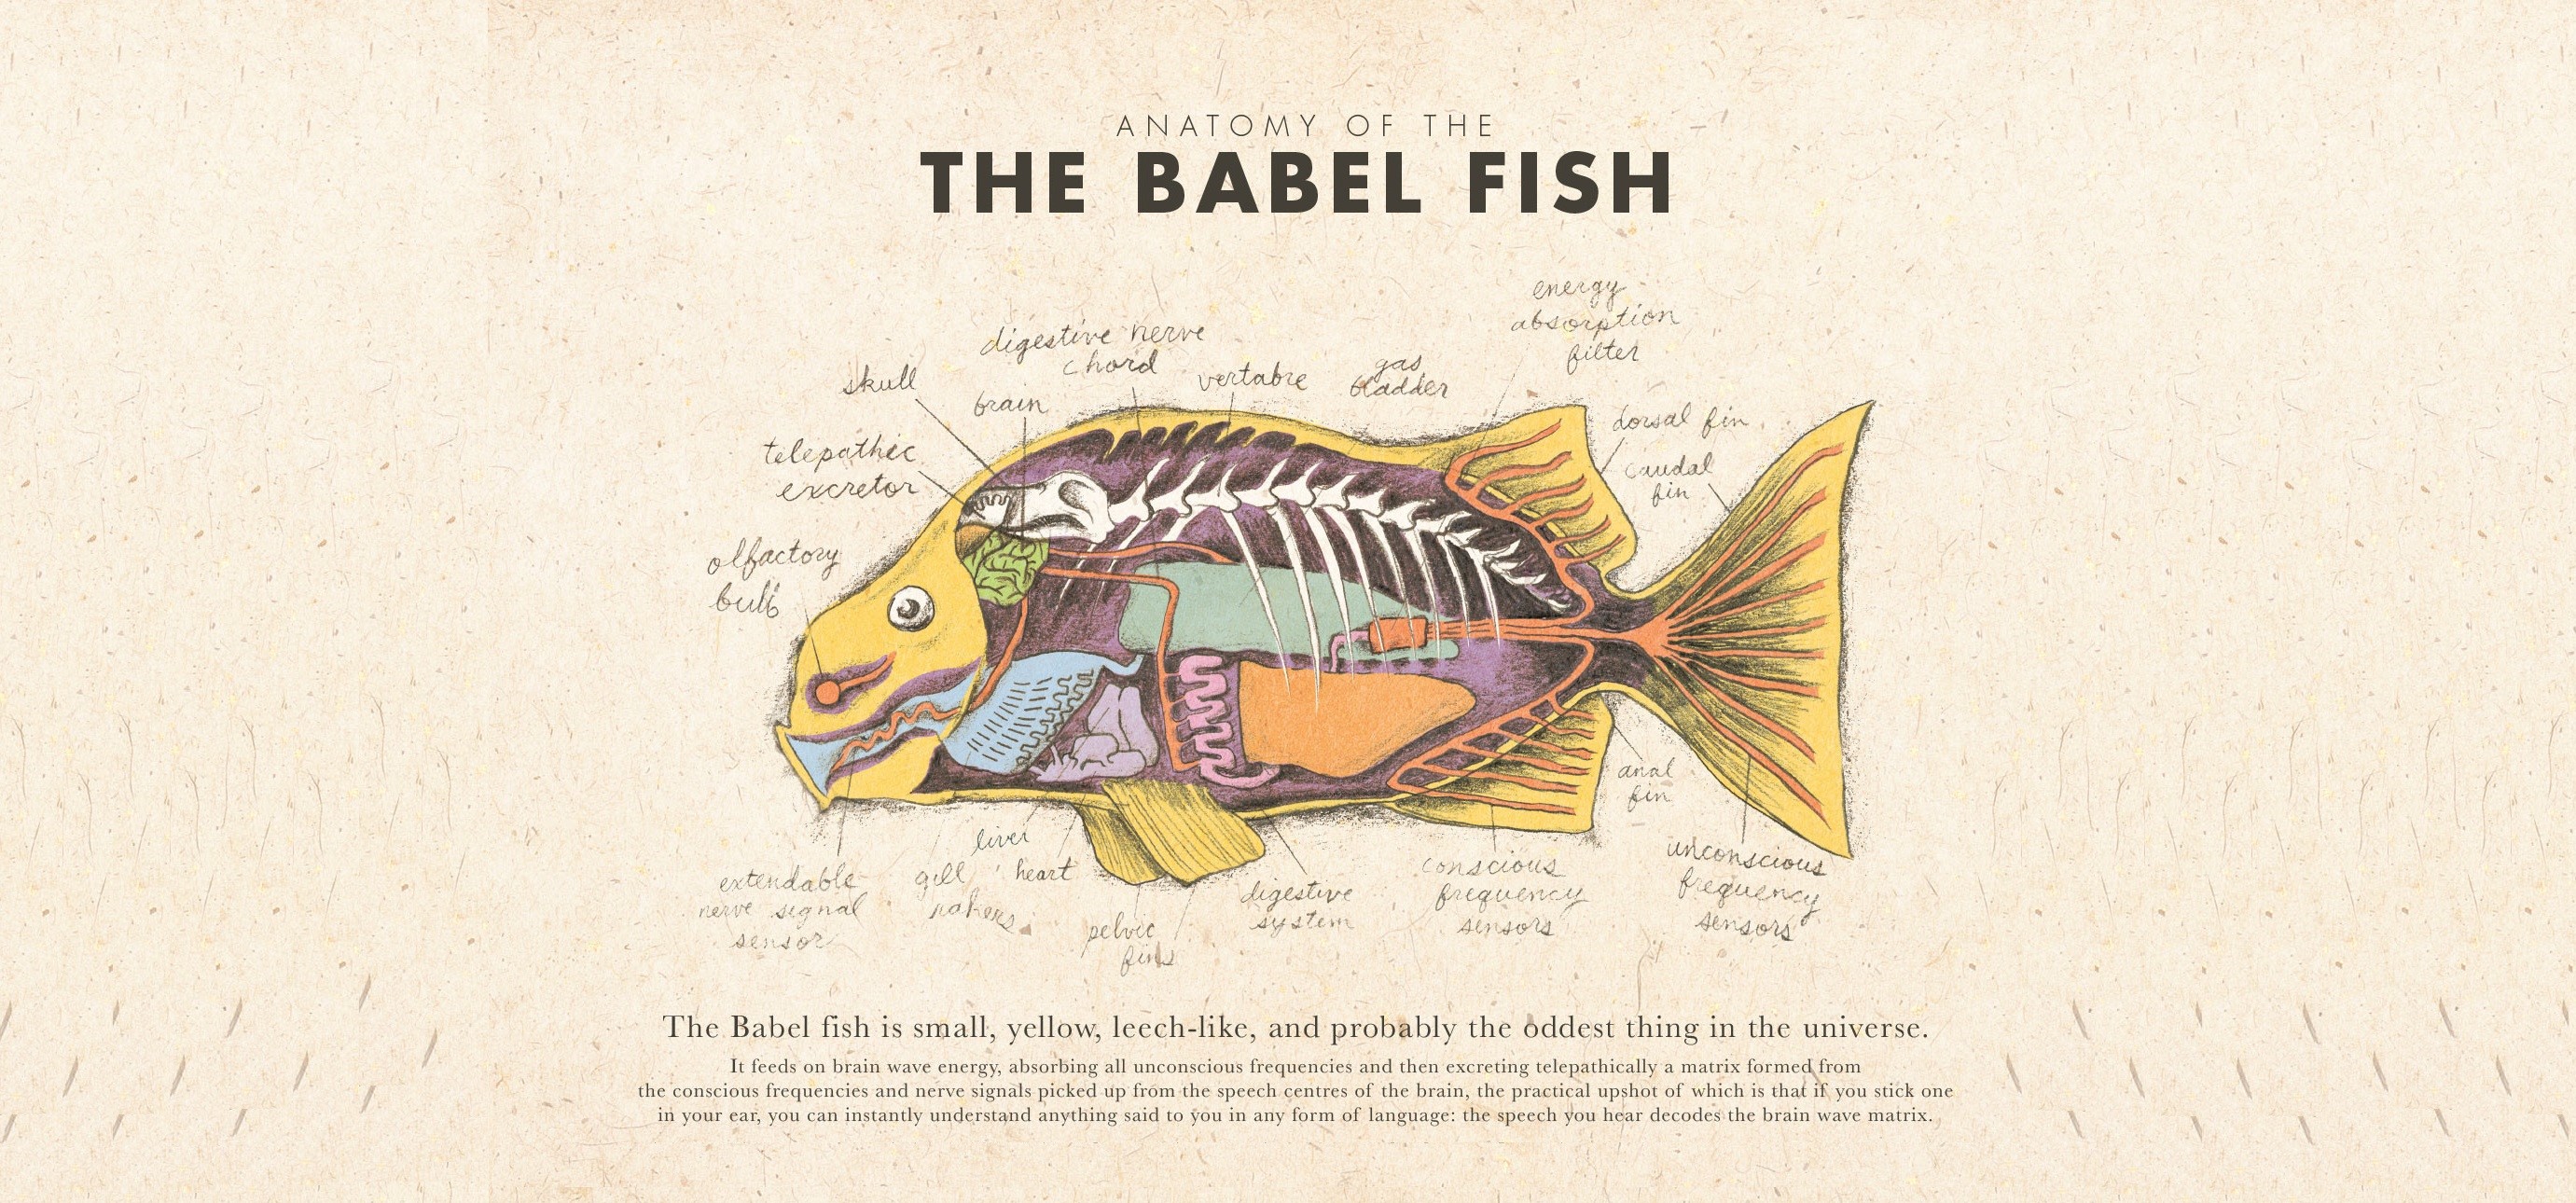 ANATOMY OF THE
THE BABEL FISH
energy
absorption
filter
digestive nerve
chord
skull
brain
vertabre
gas
bladder
dorsal fin
caudal
fin
telepathic
excretor
olfactory
bulb
anal
fin
liver
gill
rakers
heart
extendable
nerve signal
sensor
pelvic
fins
digestive
system
conscious
frequency
sensors
unconscious
frequency
sensors
The Babel fish is small, yellow, leech-like, and probably the oddest thing in the universe.
It feeds on brain wave energy, absorbing all unconscious frequencies and then excreting telepathically a matrix formed from
the conscious frequencies and nerve signals picked up from the speech centres of the brain, the practical upshot of which is that if you stick one
in your ear, you can instantly understand anything said to you in any form of language: the speech you hear decodes the brain wave matrix.